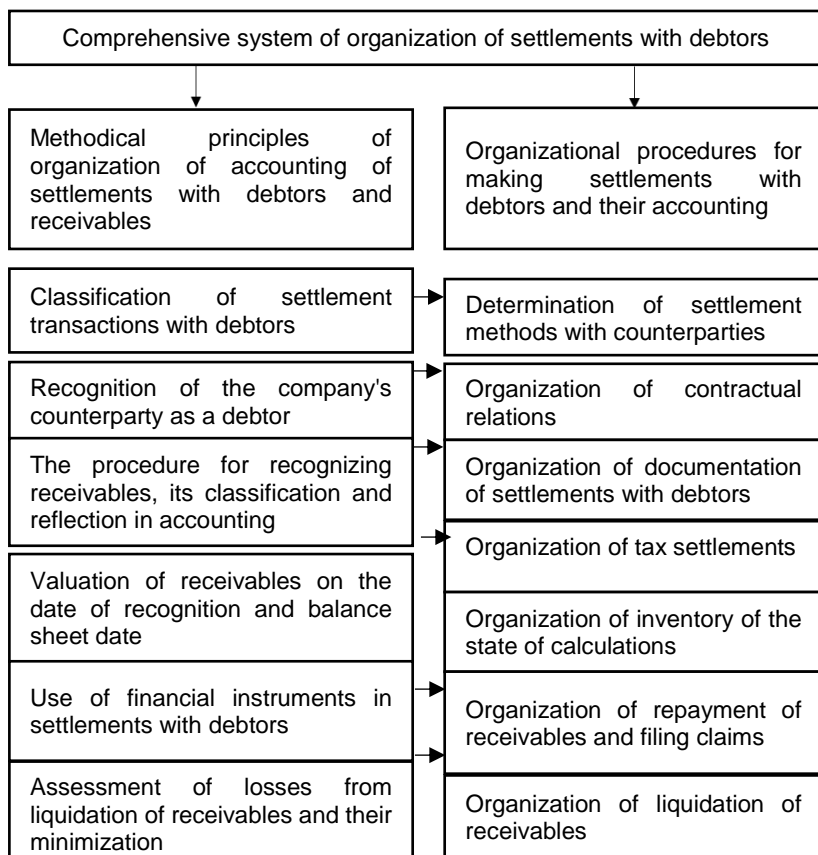 Comprehensive system of organization of settlements with debtors
Methodical principles of
organization of accounting of
settlements with debtors and
receivables
Organizational procedures for
making settlements with
debtors and their accounting
Classification of settlement
transactions with debtors
Determination of settlement
methods with counterparties
Recognition of the company's
counterparty as a debtor
Organization of contractual
relations
The procedure for recognizing
receivables, its classification and
reflection in accounting
Organization of documentation
of settlements with debtors
Organization of tax settlements
Valuation of receivables on the
date of recognition and balance
sheet date
Organization of inventory of the
state of calculations
Use of financial instruments in
settlements with debtors
Organization of repayment of
receivables and filing claims
Assessment of losses from
liquidation of receivables and their
minimization
Organization of liquidation of
receivables